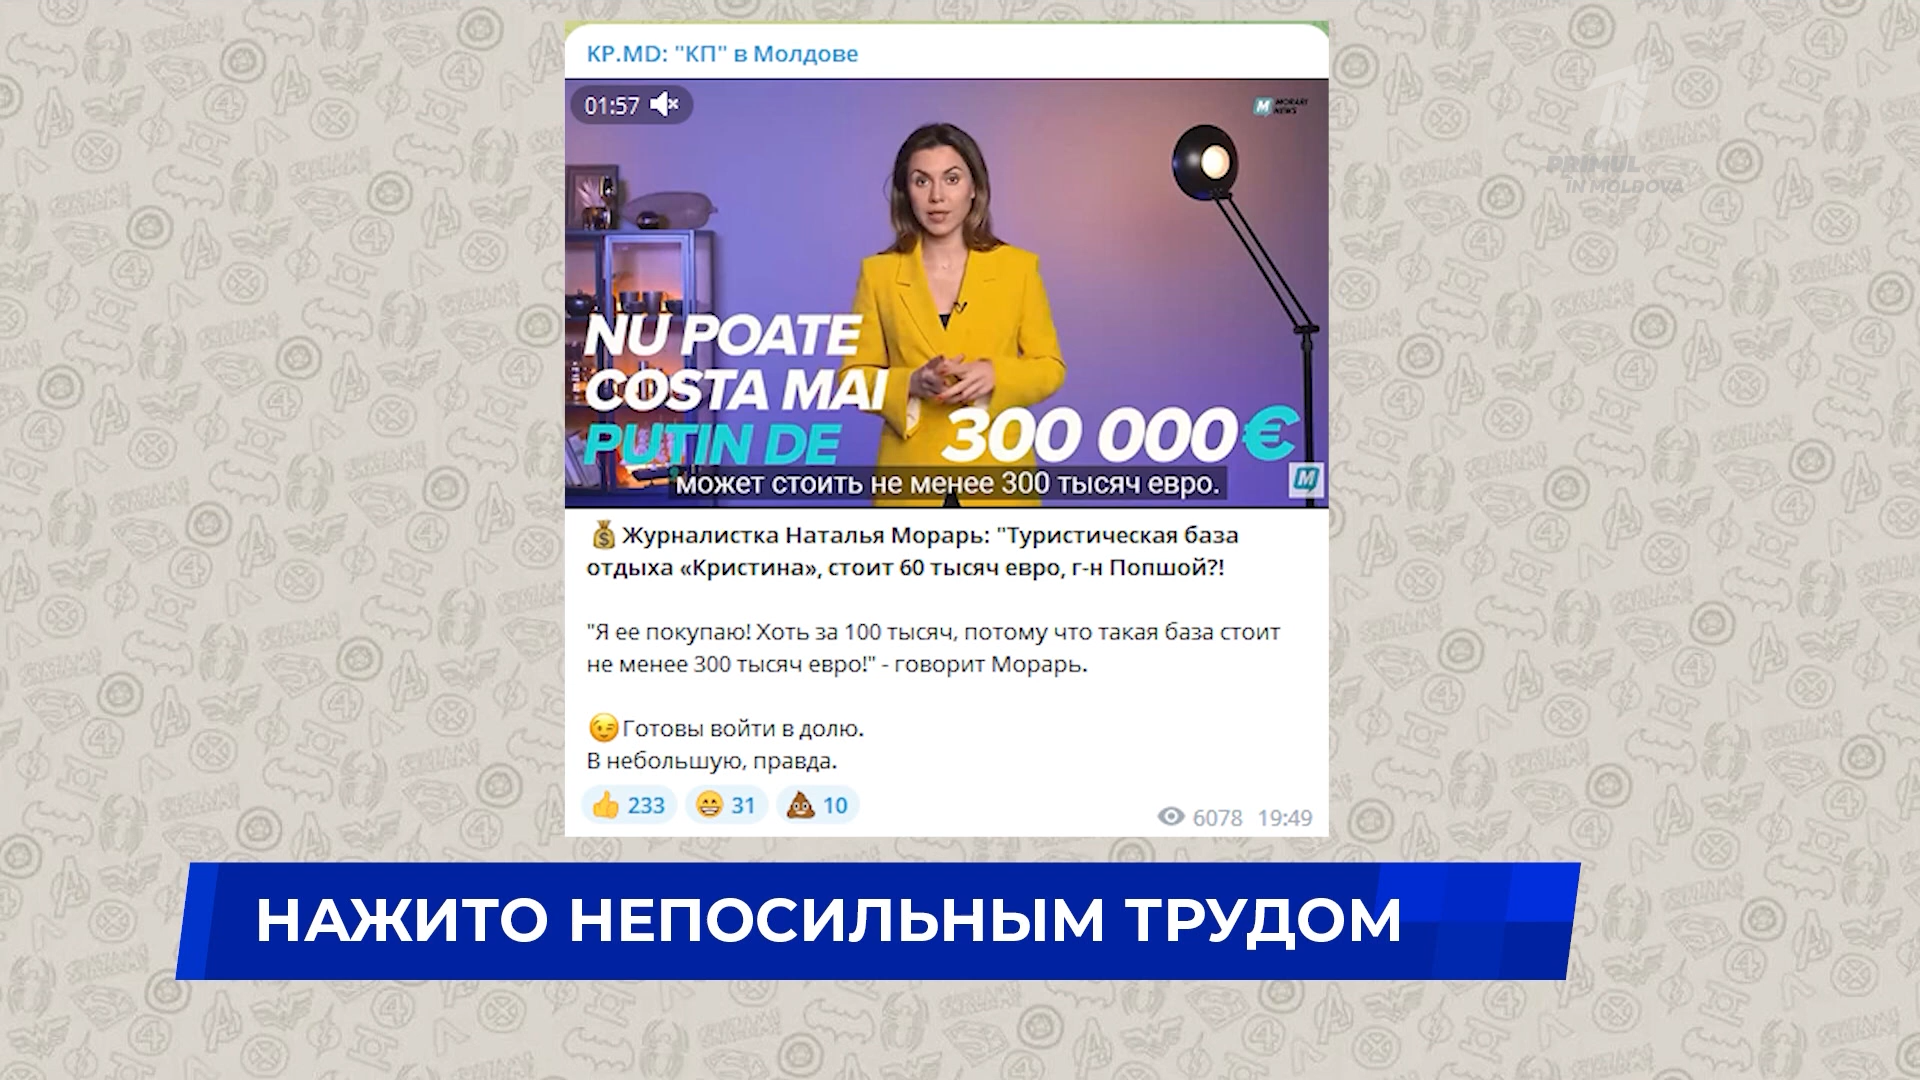 KP.MD: "КП" в Молдове
01:57
MORARI
NEWS
PRIMUL
ÎN MOLDOVA
NU POATE
COSTA MAI
PUTIN DE
300 000€
может стоить не менее 300 тысяч евро.
M
💰Журналистка Наталья Морарь: "Туристическая база
отдыха «Кристина», стоит 60 тысяч евро, г-н Попшой?!
"Я ее покупаю! Хоть за 100 тысяч, потому что такая база стоит
не менее 300 тысяч евро!" - говорит Морарь.
😉Готовы войти в долю.
В небольшую, правда.
👍 233 😁 31 💩 10
6078 19:49
НАЖИТО НЕПОСИЛЬНЫМ ТРУДОМ